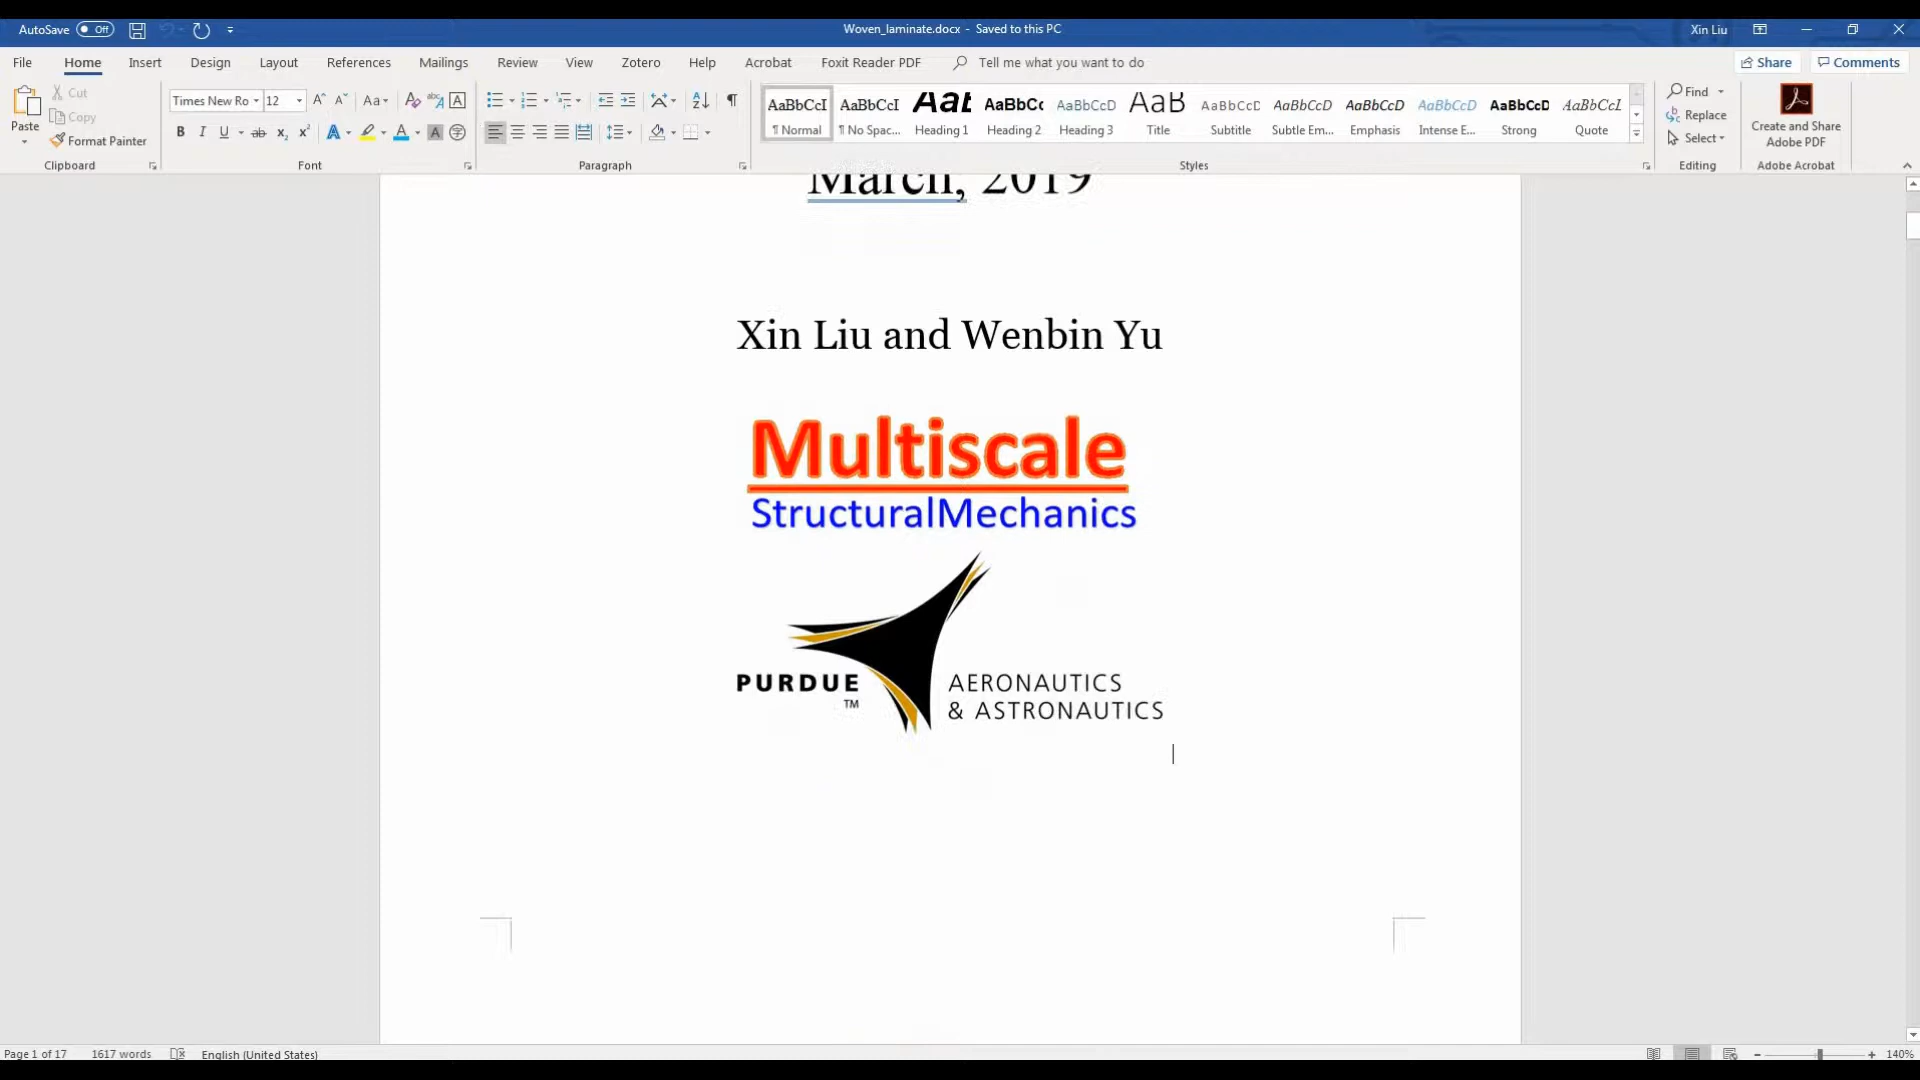 AutoSave Off Woven_laminate.docx - Saved to this PC Xin Liu
File Home Insert Design Layout References Mailings Review View Zotero Help Acrobat Foxit Reader PDF Tell me what you want to do Share Comments
Paste
Cut
Copy
Format Painter
Clipboard
Times New Ro 12
Font
Paragraph
AaBbCcI
¶ Normal
AaBbCcI
¶ No Spac...
AaB
Heading 1
AaBbCc
Heading 2
AaBbCcD
Heading 3
AaB
Title
AaBbCcD
Subtitle
AaBbCcD
Subtle Em...
AaBbCcD
Emphasis
AaBbCcD
Intense E...
AaBbCcD
Strong
AaBbCcL
Quote
Styles
Find
Replace
Select
Editing
Create and Share
Adobe PDF
Adobe Acrobat
March, 2019
Xin Liu and Wenbin Yu
Multiscale
StructuralMechanics
PURDUE
TM
AERONAUTICS
& ASTRONAUTICS
Page 1 of 17 1617 words English (United States) 140%